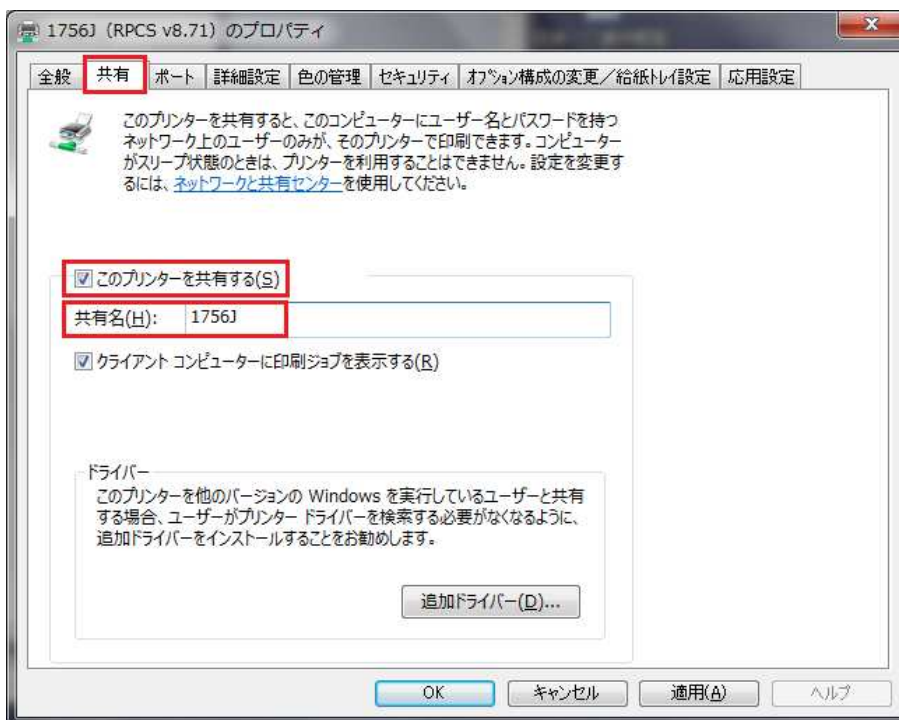 1756J (RPCS v8.71) のプロパティ
全般 共有 ポート 詳細設定 色の管理 セキュリティ オプション構成の変更/給紙トレイ設定 応用設定
このプリンターを共有すると、このコンピューターにユーザー名とパスワードを持つ
ネットワーク上のユーザーのみが、そのプリンターで印刷できます。コンピューター
がスリープ状態のときは、プリンターを利用することはできません。設定を変更す
るには、ネットワークと共有センターを使用してください。
このプリンターを共有する(S)
共有名(H): 1756J
クライアント コンピューターに印刷ジョブを表示する(R)
ドライバー
このプリンターを他のバージョンの Windows を実行しているユーザーと共有
する場合、ユーザーがプリンター ドライバーを検索する必要がなくなるように、
追加ドライバーをインストールすることをお勧めします。
追加ドライバー(D)...
OK キャンセル 適用(A) ヘルプ